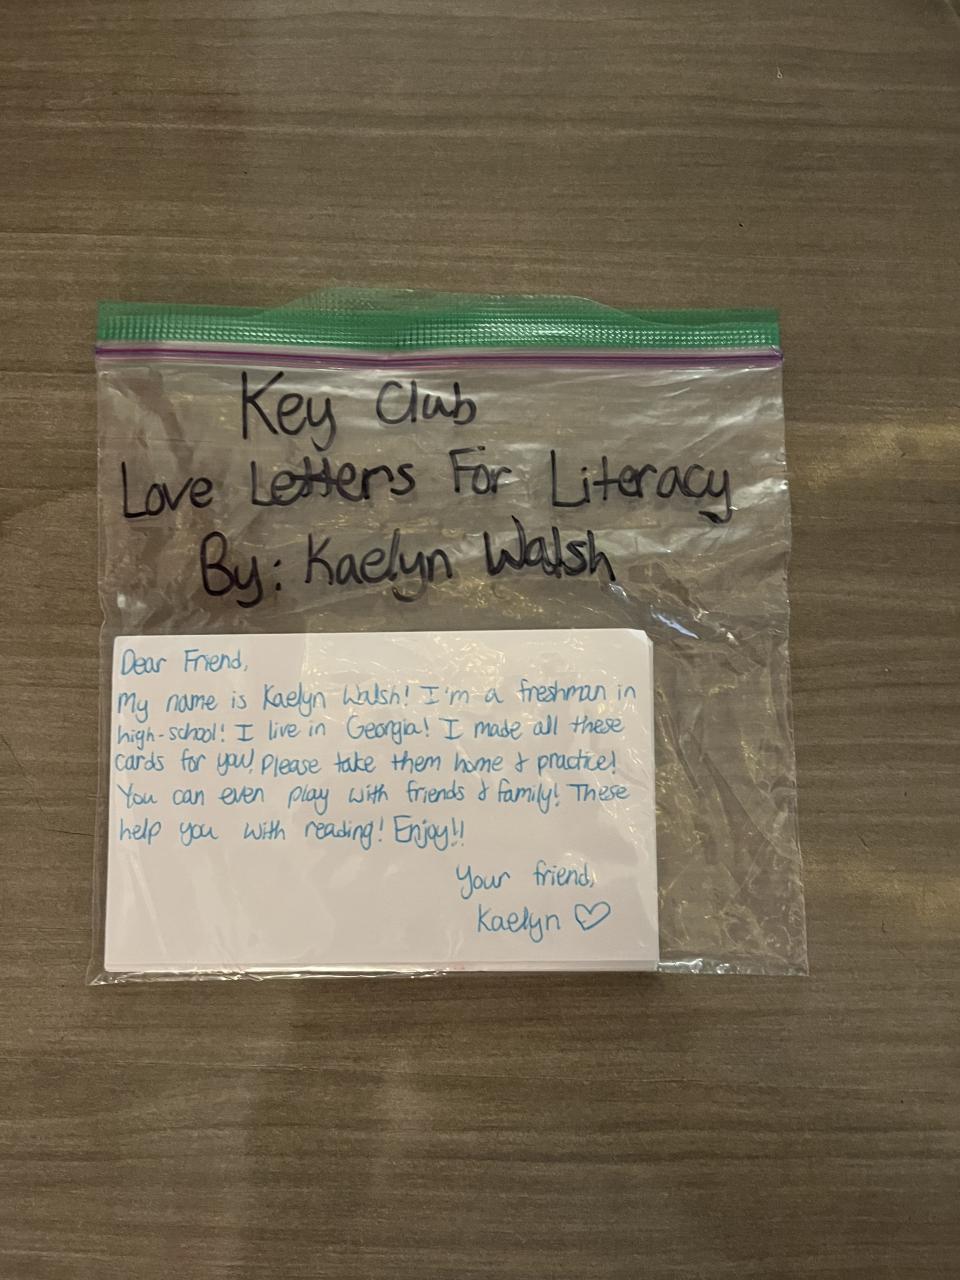 Key Club
Love Letters For Literacy
By: Kaelyn Walsh
Dear Friend,
My name is Kaelyn Walsh! I'm a freshman in
high-school! I live in Georgia! I made all these
cards for you! Please take them home & practice!
You can even play with friends & family! These
help you with reading! Enjoy!!
Your friend,
Kaelyn ♡